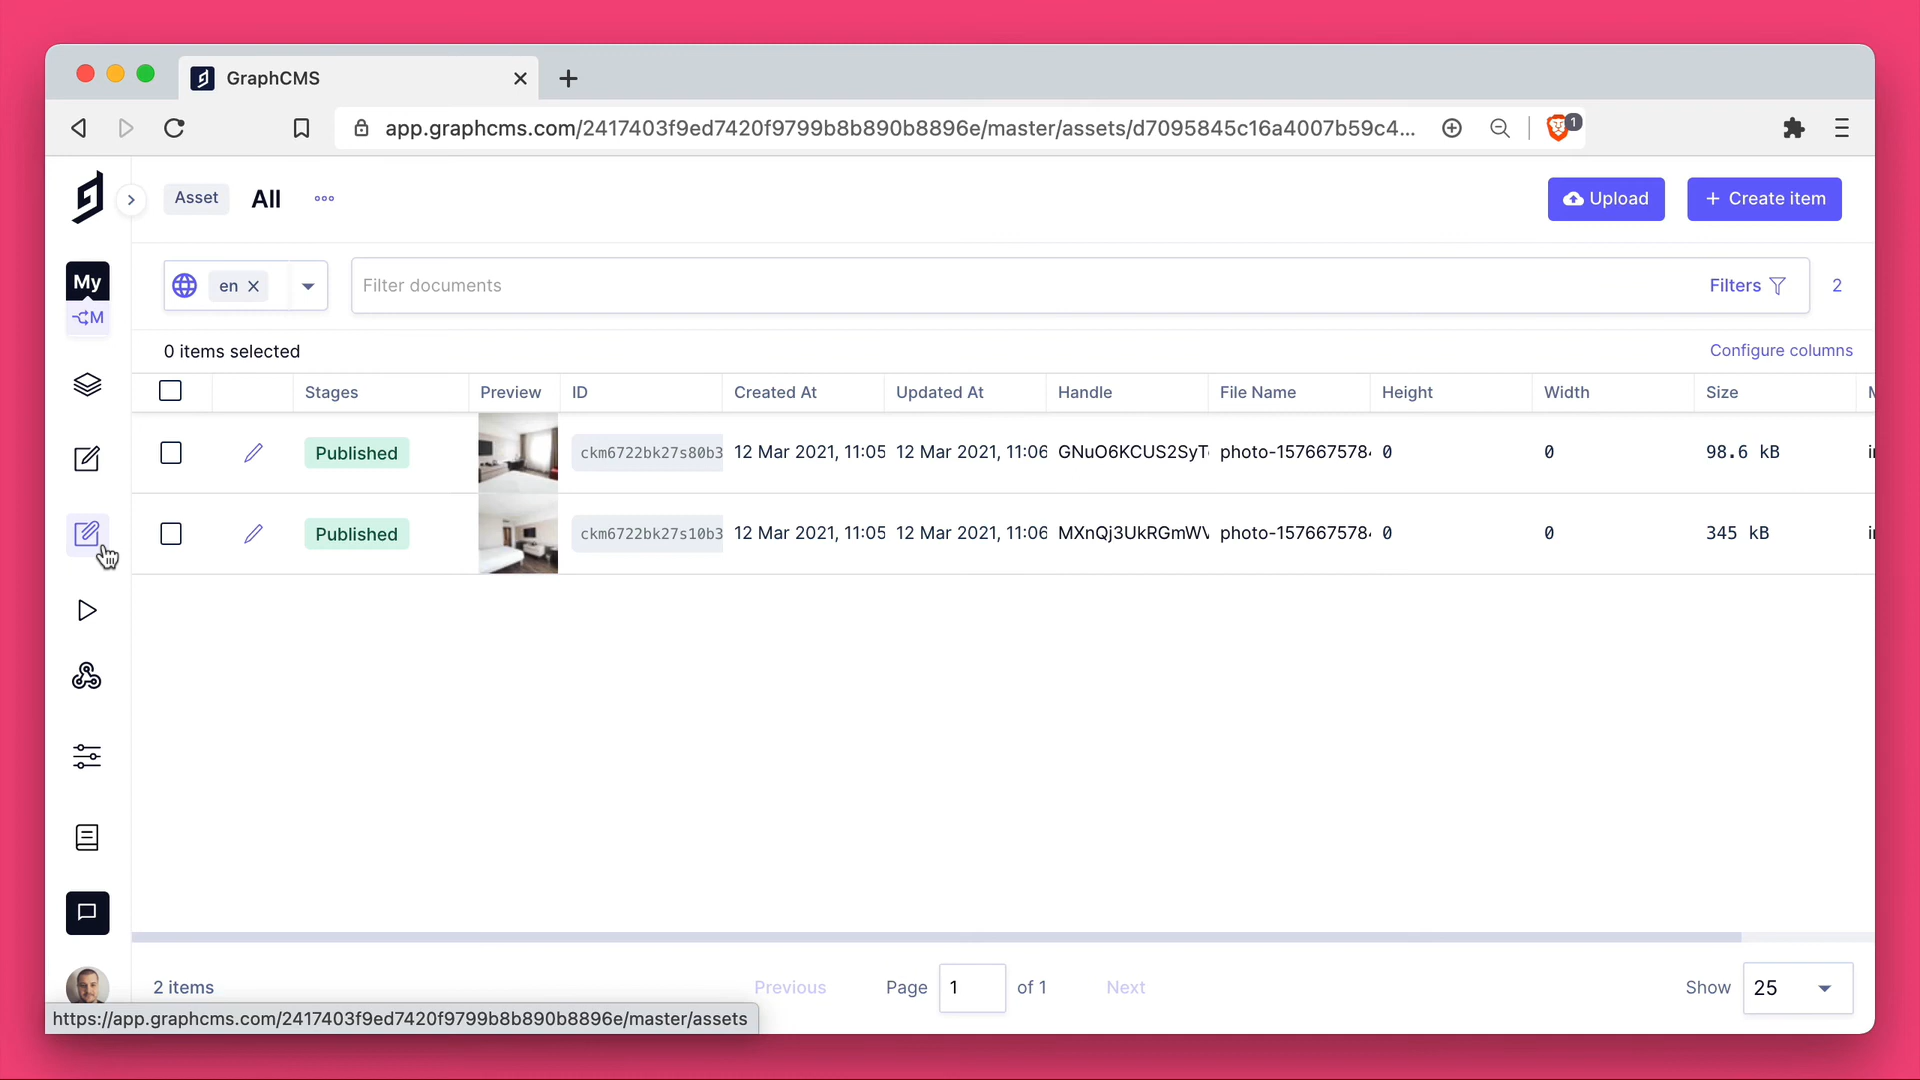 GraphCMS
app.graphcms.com/2417403f9ed7420f9799b8b890b8896e/master/assets/d7095845c16a4007b59c4...
1
Asset All
Upload
+ Create item
My
M
en
Filter documents
Filters
2
0 items selected
Configure columns
Stages Preview ID Created At Updated At Handle File Name Height Width Size
Published ckm6722bk27s80b3 12 Mar 2021, 11:05 12 Mar 2021, 11:06 GNuO6KCUS2SyT photo-157667578 0 0 98.6 kB
Published ckm6722bk27s10b3 12 Mar 2021, 11:05 12 Mar 2021, 11:06 MXnQj3UkRGmW photo-157667578 0 0 345 kB
2 items Previous Page 1 of 1 Next Show 25
https://app.graphcms.com/2417403f9ed7420f9799b8b890b8896e/master/assets